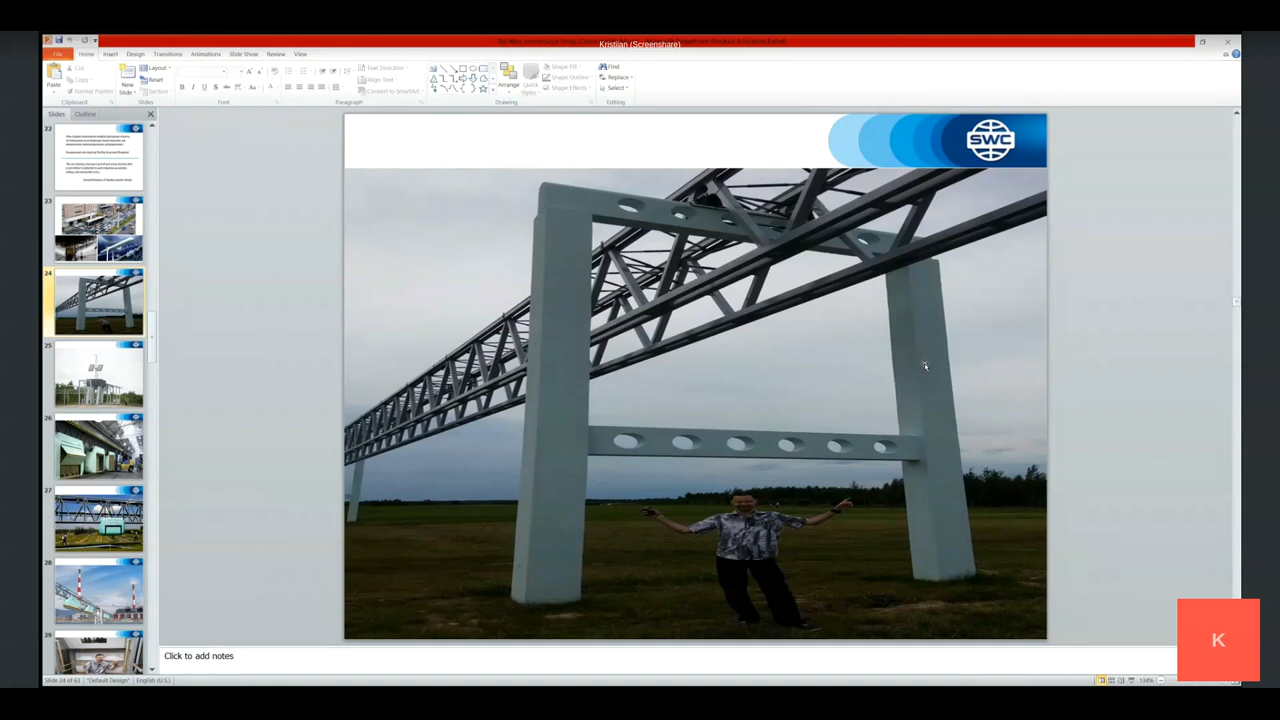 Kristiian (Screenshare)
File
Home
Insert
Design
Transitions
Animations
Slide Show
Review
View
Cut
Copy
Format Painter
Paste
Clipboard
New
Slide
Layout
Reset
Section
Slides
Font
Text Direction
Align Text
Convert to SmartArt
Paragraph
Arrange
Quick
Styles
Shape Fill
Shape Outline
Shape Effects
Drawing
Find
Replace
Select
Editing
Slides
Outline
22
23
24
25
26
27
28
29
SWC
K
Click to add notes
Slide 24 of 63
"Default Design"
English (U.S.)
134%